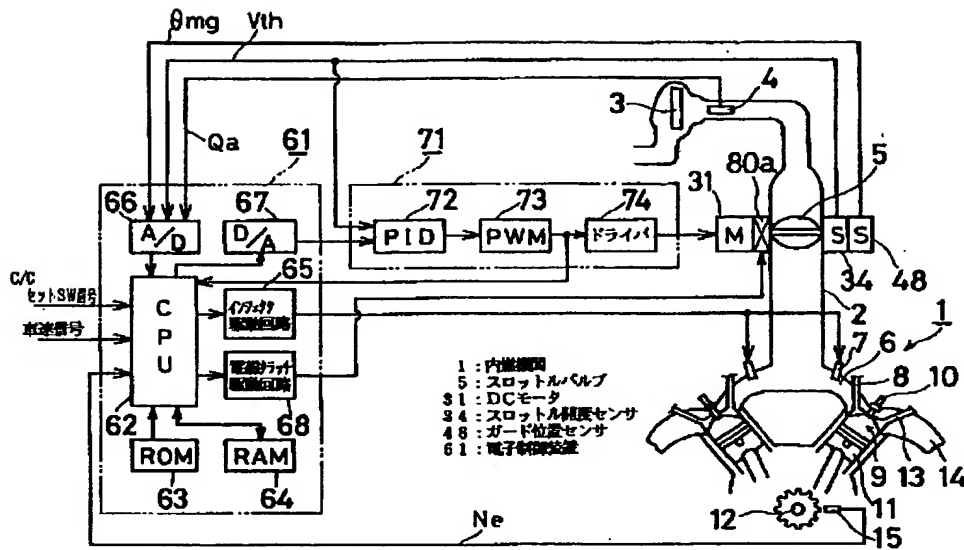 θmg
Vth
Qa
61
71
3
4
5
80a
31
66
A/D
67
D/A
72
PID
73
PWM
74
ドライバ
M
S
S
34
48
C/C
セットSW信号
車速信号
CPU
62
65
インジェクタ駆動回路
電磁クラッチ駆動回路
68
ROM
63
RAM
64
2
1
7
6
8
10
9
13
14
11
12
15
Ne
1：内燃機関
5：スロットルバルブ
31：DCモータ
34：スロットル開度センサ
48：ガード位置センサ
61：電子制御装置